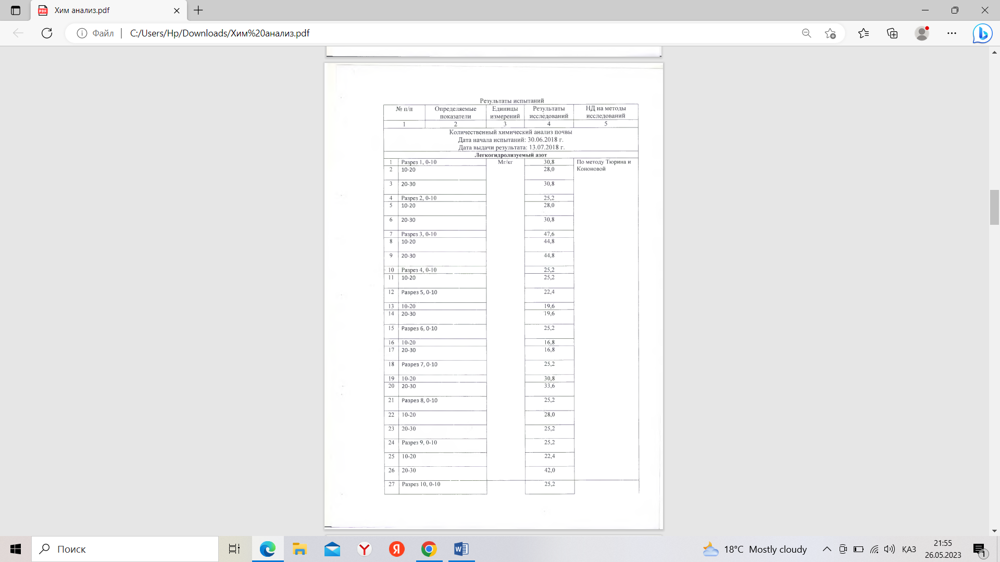 Хим анализ.pdf
Файл
C:/Users/Hp/Downloads/Хим%20анализ.pdf
Результаты испытаний
№ п/п Определяемые показатели Единицы измерений Результаты исследований НД на методы исследований
1 2 3 4 5
Количественный химический анализ почвы
Дата начала испытаний: 30.06.2018 г.
Дата выдачи результата: 13.07.2018 г.
Легкогидролизуемый азот
1 Разрез 1, 0-10 Мг/кг 30,8 По методу Тюрина и
2 10-20 28,0 Кононовой
3 20-30 30,8
4 Разрез 2, 0-10 25,2
5 10-20 28,0
6 20-30 30,8
7 Разрез 3, 0-10 47,6
8 10-20 44,8
9 20-30 44,8
10 Разрез 4, 0-10 25,2
11 10-20 25,2
12 Разрез 5, 0-10 22,4
13 10-20 19,6
14 20-30 19,6
15 Разрез 6, 0-10 25,2
16 10-20 16,8
17 20-30 16,8
18 Разрез 7, 0-10 25,2
19 10-20 30,8
20 20-30 33,6
21 Разрез 8, 0-10 25,2
22 10-20 28,0
23 20-30 25,2
24 Разрез 9, 0-10 25,2
25 10-20 22,4
26 20-30 42,0
27 Разрез 10, 0-10 25,2
Поиск
18°C Mostly cloudy
ҚАЗ
21:55
26.05.2023
1